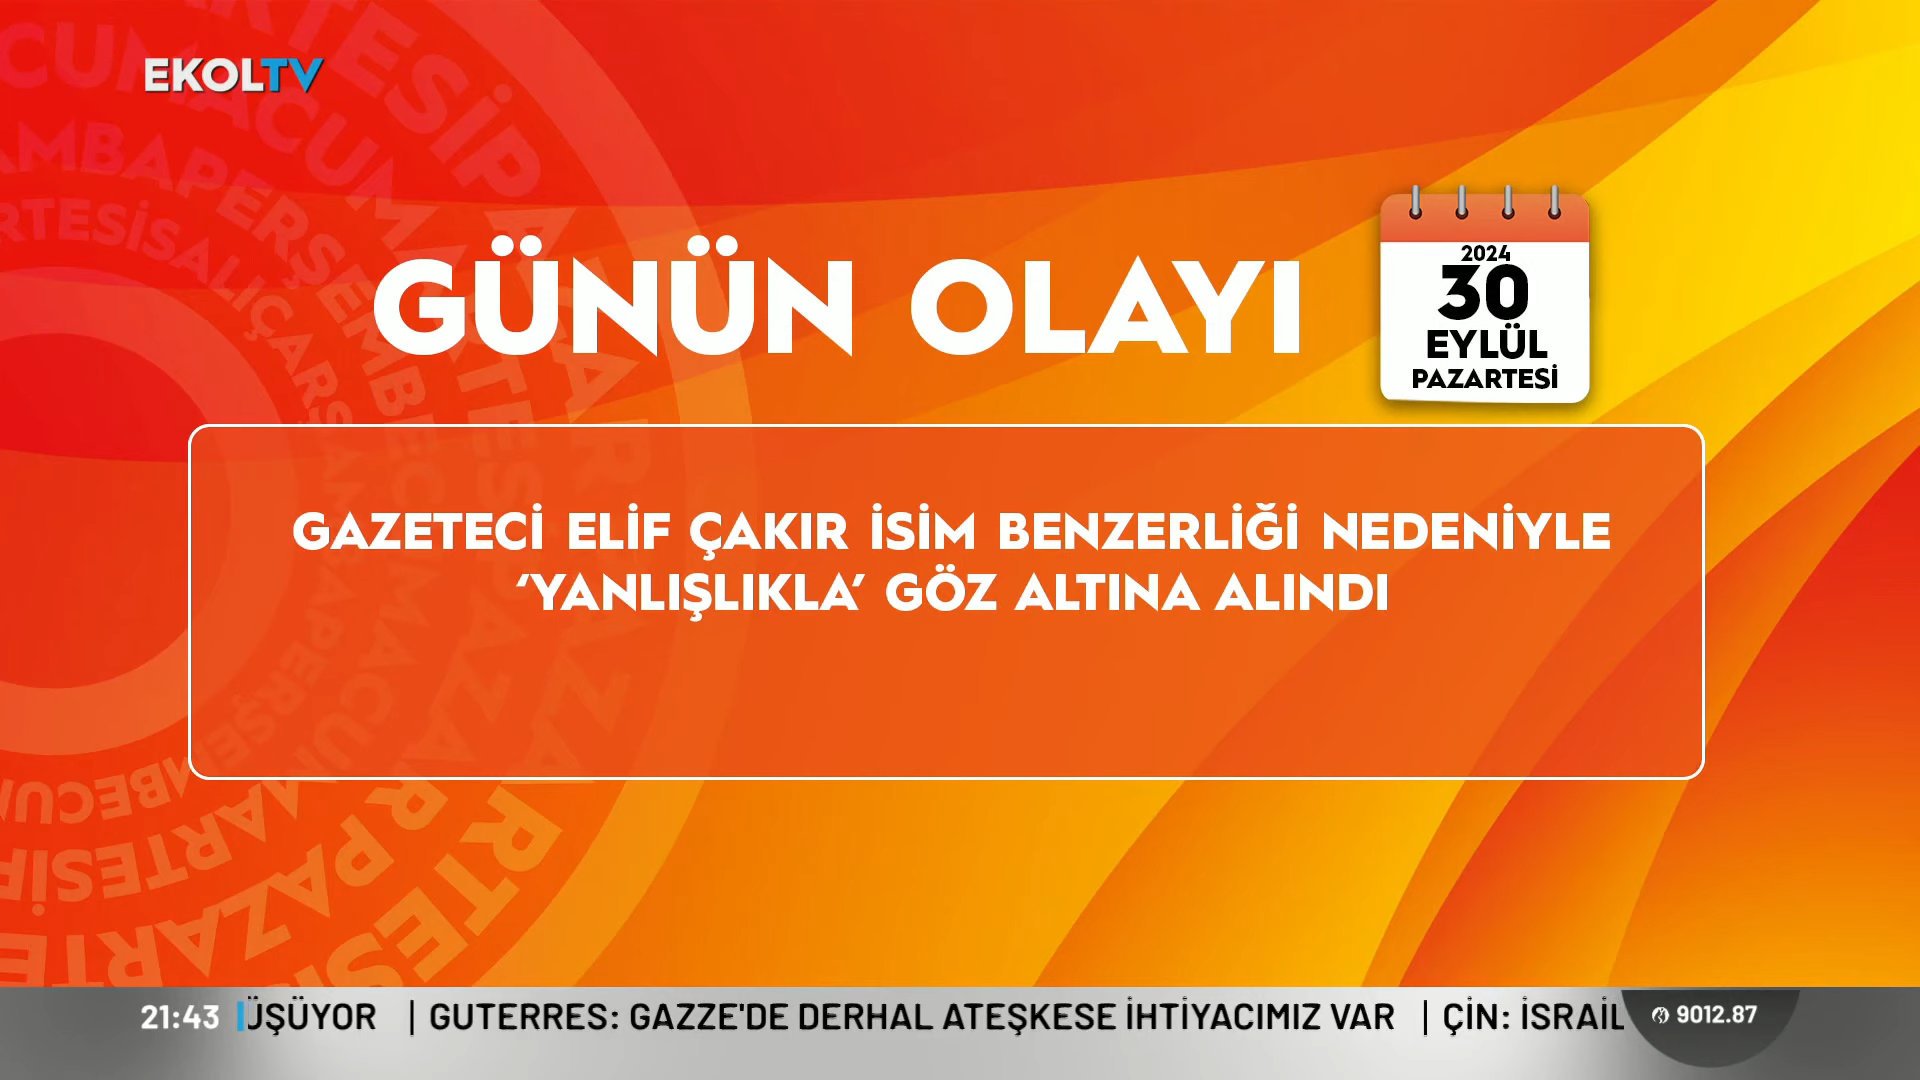 EKOLTV
GÜNÜN OLAYI
2024
30
EYLÜL
PAZARTESİ
GAZETECİ ELİF ÇAKIR İSİM BENZERLİĞİ NEDENİYLE
‘YANLIŞLIKLA’ GÖZ ALTINA ALINDI
21:43 ÜŞÜYOR | GUTERRES: GAZZE'DE DERHAL ATEŞKESE İHTİYACIMIZ VAR | ÇİN: İSRAİL 9012.87